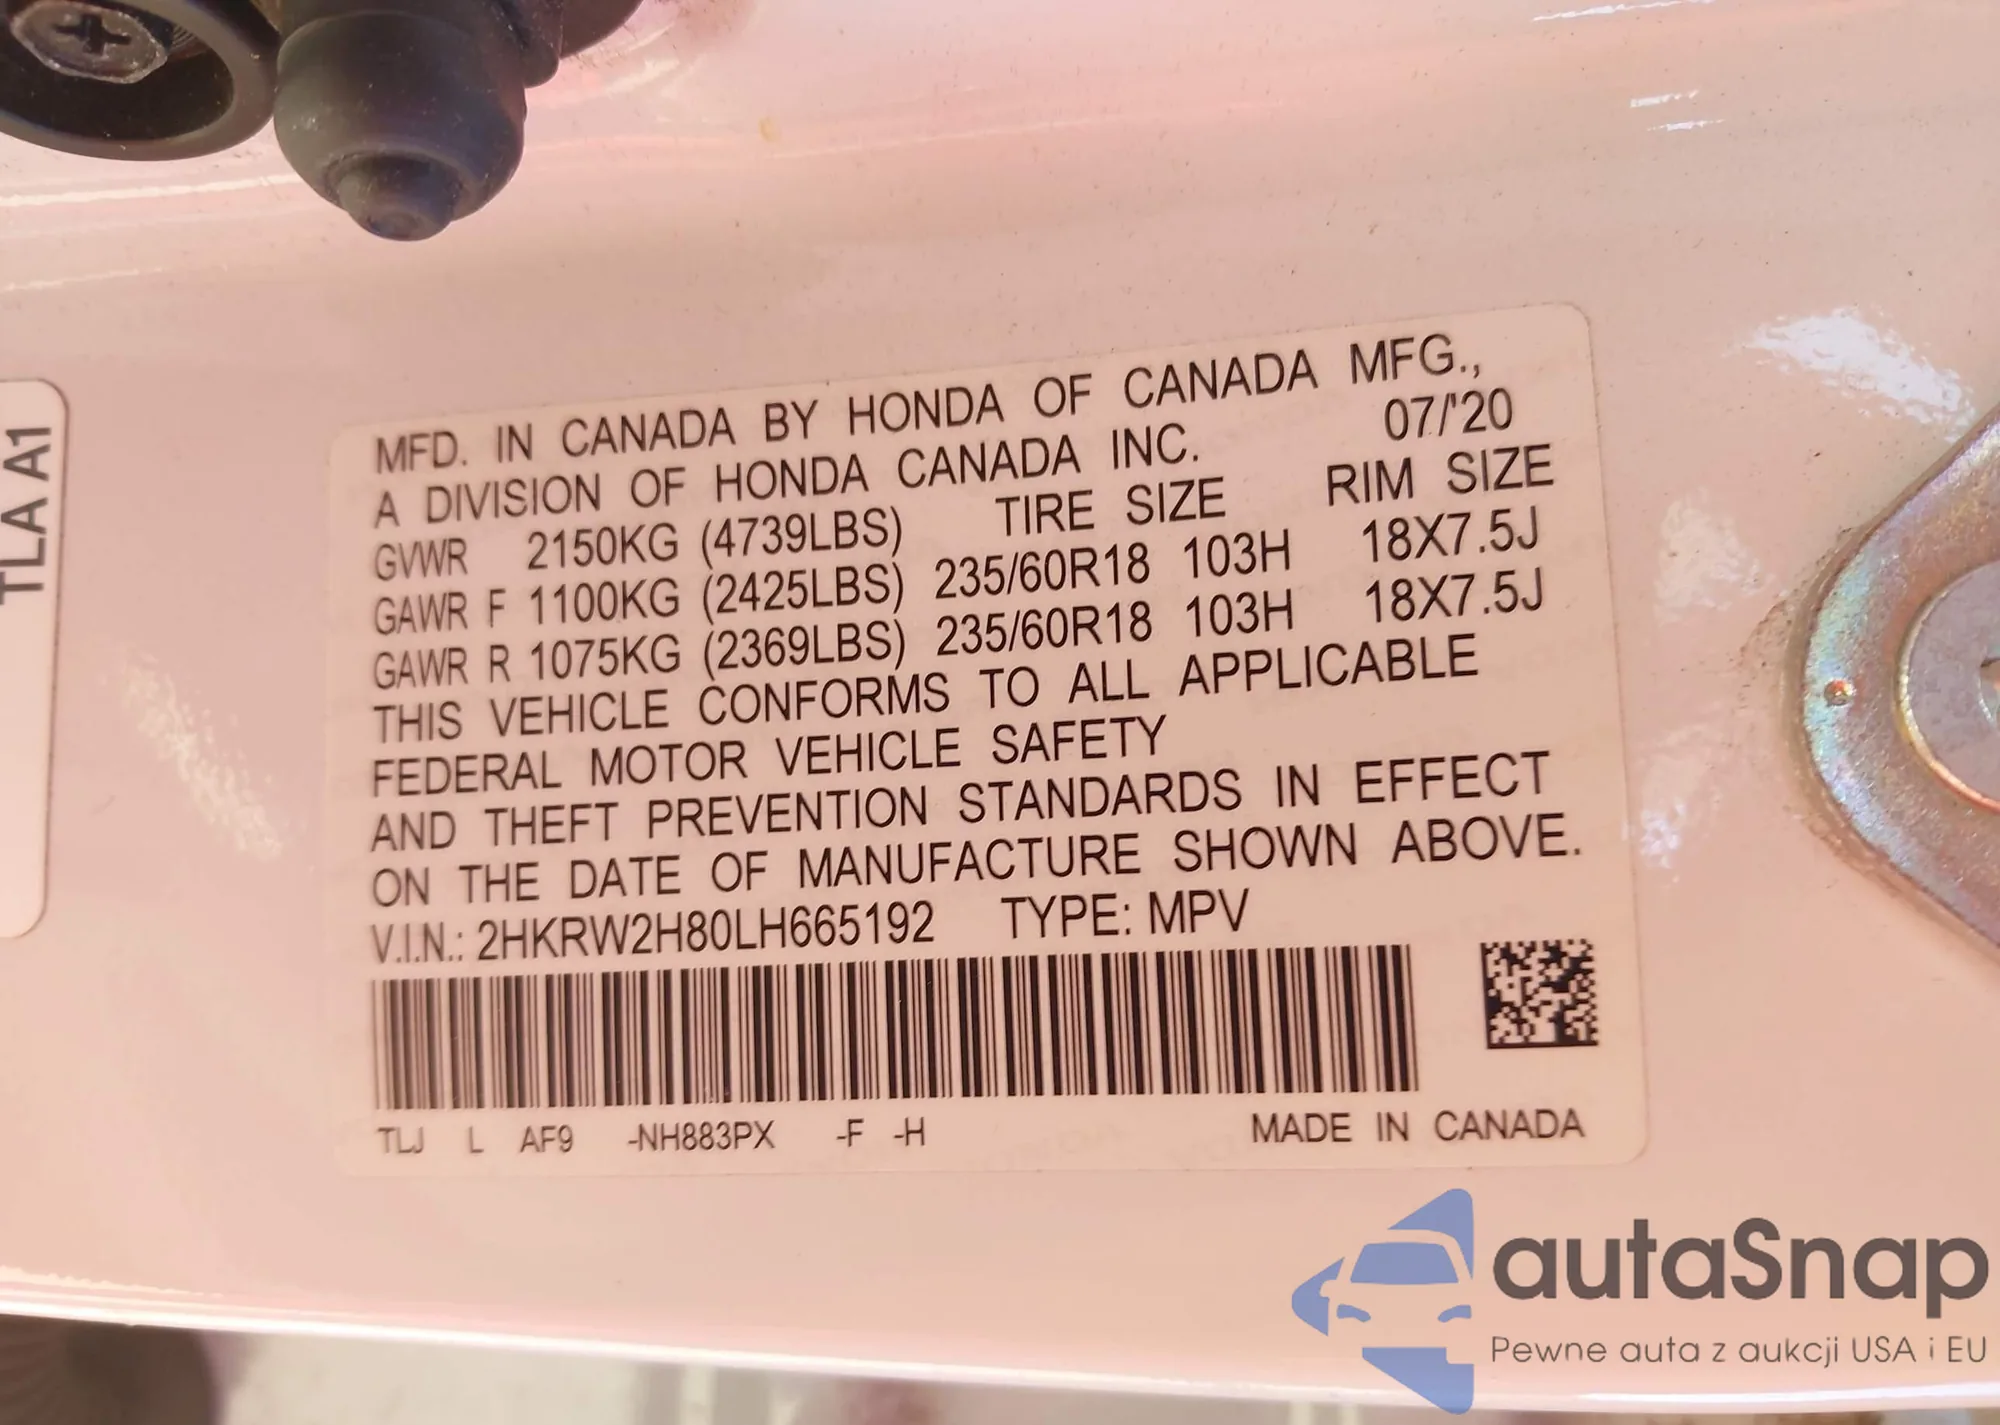 TLA A1
MFD. IN CANADA BY HONDA OF CANADA MFG.,
A DIVISION OF HONDA CANADA INC. 07/'20
GVWR 2150KG (4739LBS) TIRE SIZE RIM SIZE
GAWR F 1100KG (2425LBS) 235/60R18 103H 18X7.5J
GAWR R 1075KG (2369LBS) 235/60R18 103H 18X7.5J
THIS VEHICLE CONFORMS TO ALL APPLICABLE
FEDERAL MOTOR VEHICLE SAFETY
AND THEFT PREVENTION STANDARDS IN EFFECT
ON THE DATE OF MANUFACTURE SHOWN ABOVE.
V.I.N.: 2HKRW2H80LH665192 TYPE: MPV
TLJ L AF9 -NH883PX -F -H MADE IN CANADA
autaSnap
Pewne auta z aukcji USA i EU